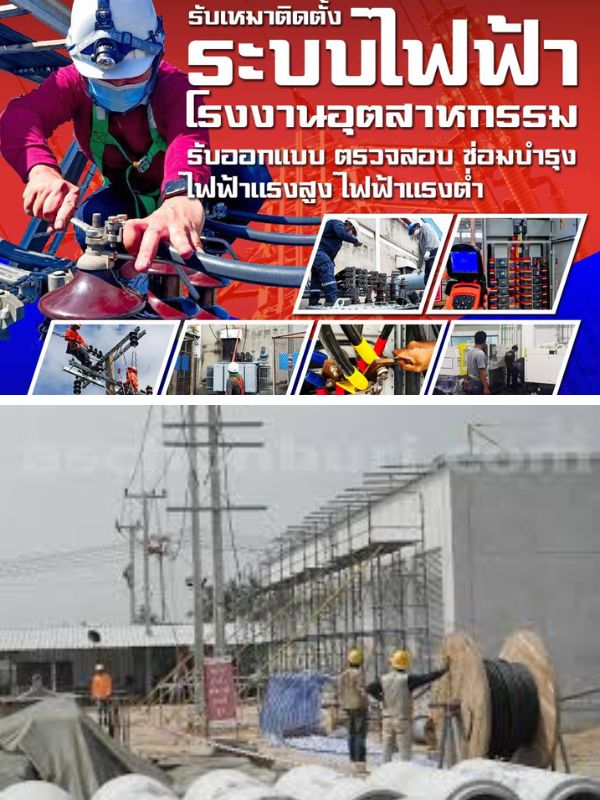 รับเหมาติดตั้ง
ระบบไฟฟ้า
โรงงานอุตสาหกรรม
รับออกแบบ ตรวจสอบ ซ่อมบำรุง
ไฟฟ้าแรงสูง ไฟฟ้าแรงต่ำ